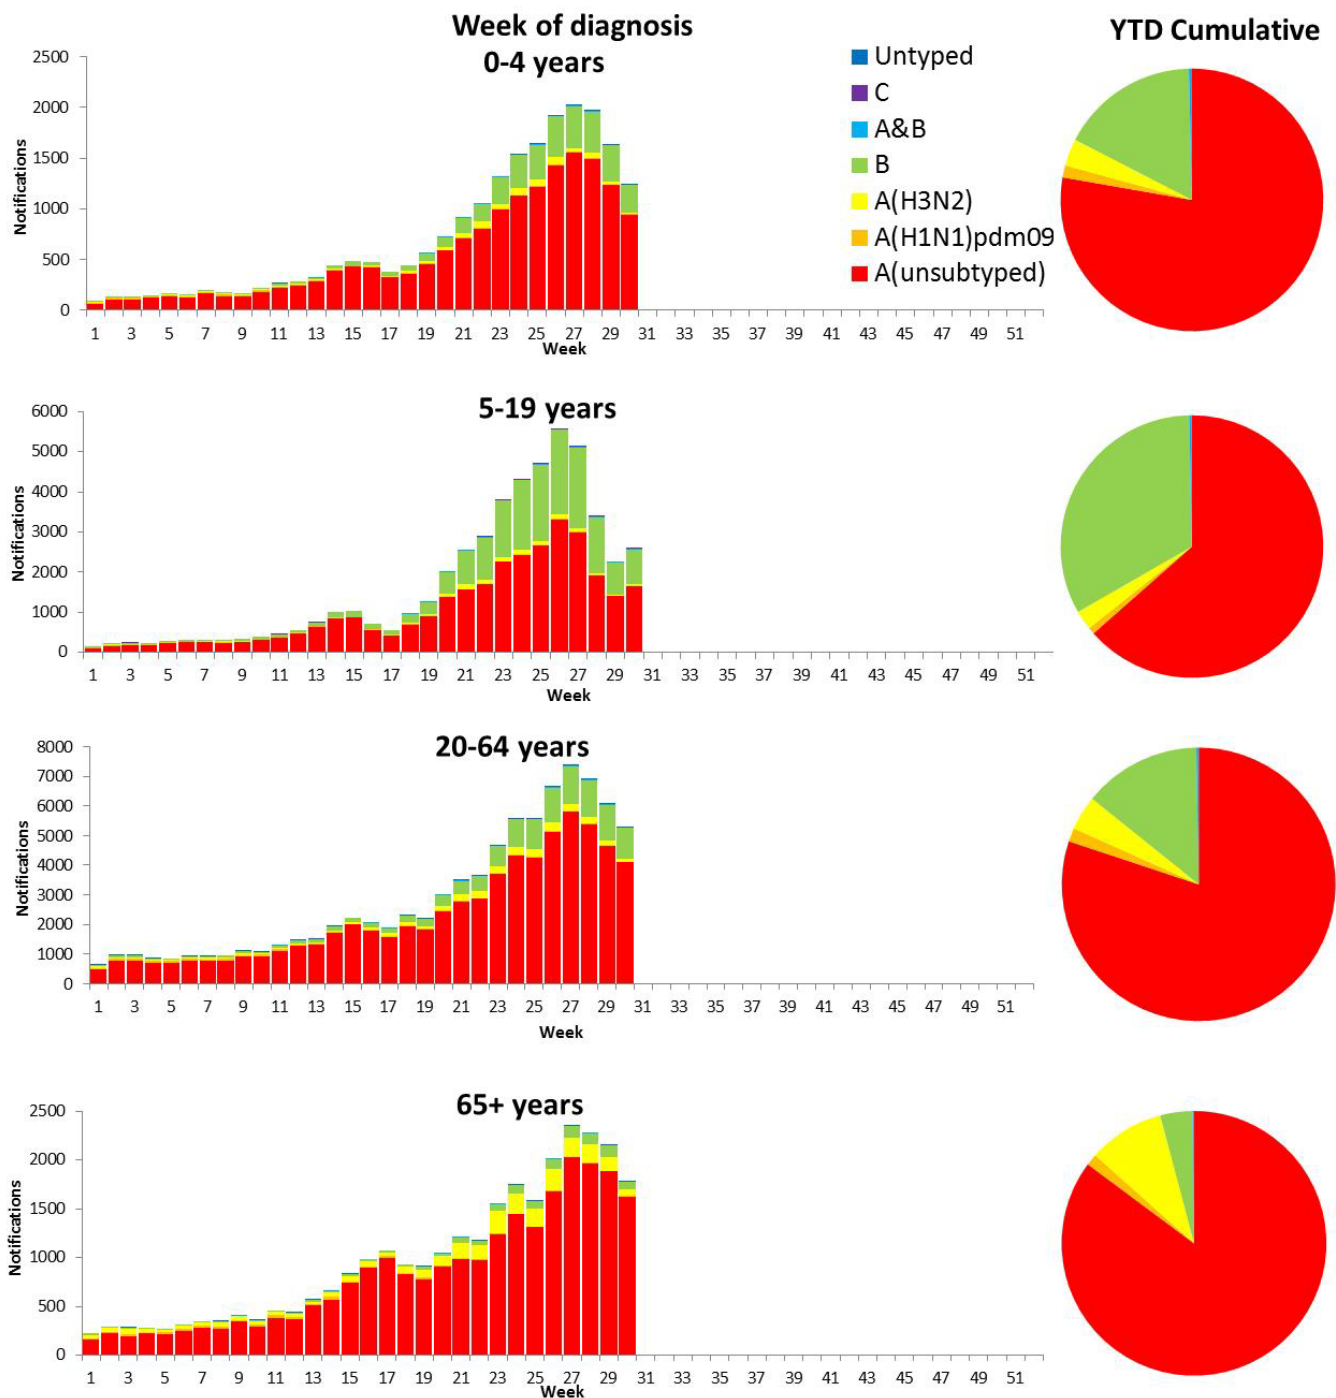 Week of diagnosis
YTD Cumulative
0-4 years
Untyped
C
A&B
B
A(H3N2)
A(H1N1)pdm09
A(unsubtyped)
Notifications
2500
2000
1500
1000
500
0
1 3 5 7 9 11 13 15 17 19 21 23 25 27 29 31 33 35 37 39 41 43 45 47 49 51
Week
5-19 years
Notifications
6000
5000
4000
3000
2000
1000
0
1 3 5 7 9 11 13 15 17 19 21 23 25 27 29 31 33 35 37 39 41 43 45 47 49 51
Week
20-64 years
Notifications
8000
7000
6000
5000
4000
3000
2000
1000
0
1 3 5 7 9 11 13 15 17 19 21 23 25 27 29 31 33 35 37 39 41 43 45 47 49 51
Week
65+ years
Notifications
2500
2000
1500
1000
500
0
1 3 5 7 9 11 13 15 17 19 21 23 25 27 29 31 33 35 37 39 41 43 45 47 49 51
Week